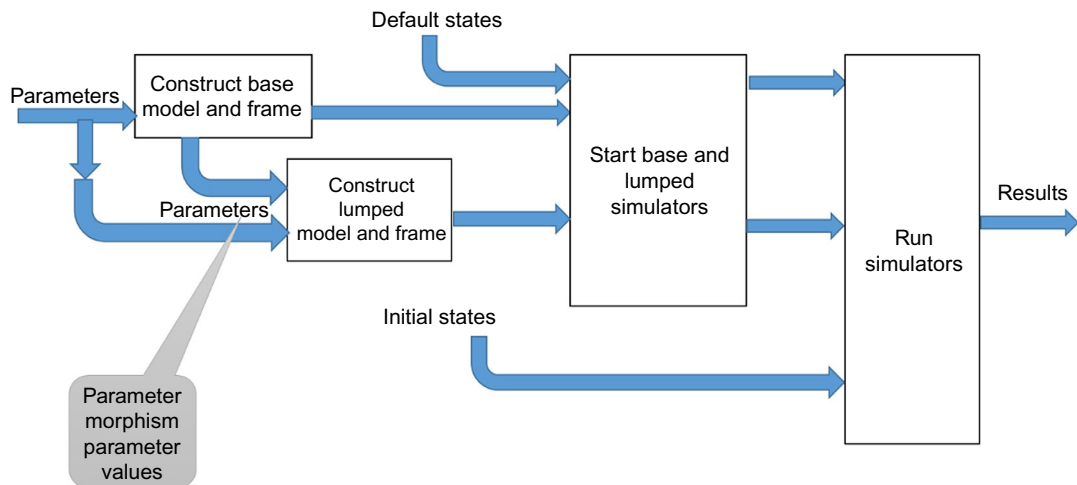 Default states
Parameters
Construct base
model and frame
Start base and
lumped
simulators
Construct
lumped
model and frame
Parameters
Results
Run
simulators
Initial states
Parameter
morphism
parameter
values